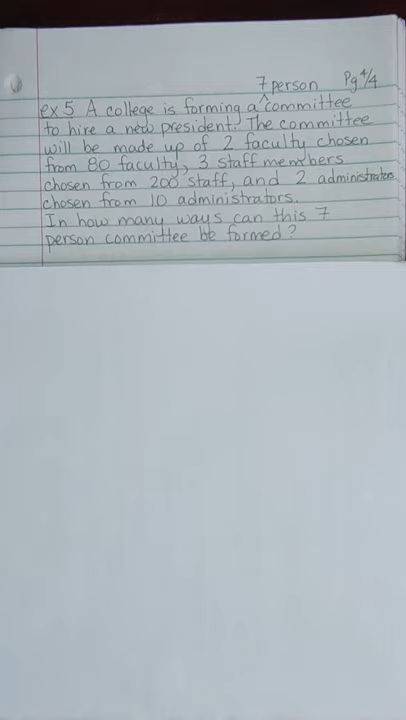 7 person Pg 4/4
ex 5 A college is forming a ^ committee
to hire a new president. The committee
will be made up of 2 faculty chosen
from 80 faculty, 3 staff members
chosen from 200 staff, and 2 administrators
chosen from 10 administrators.
In how many ways can this 7
person committee be formed?